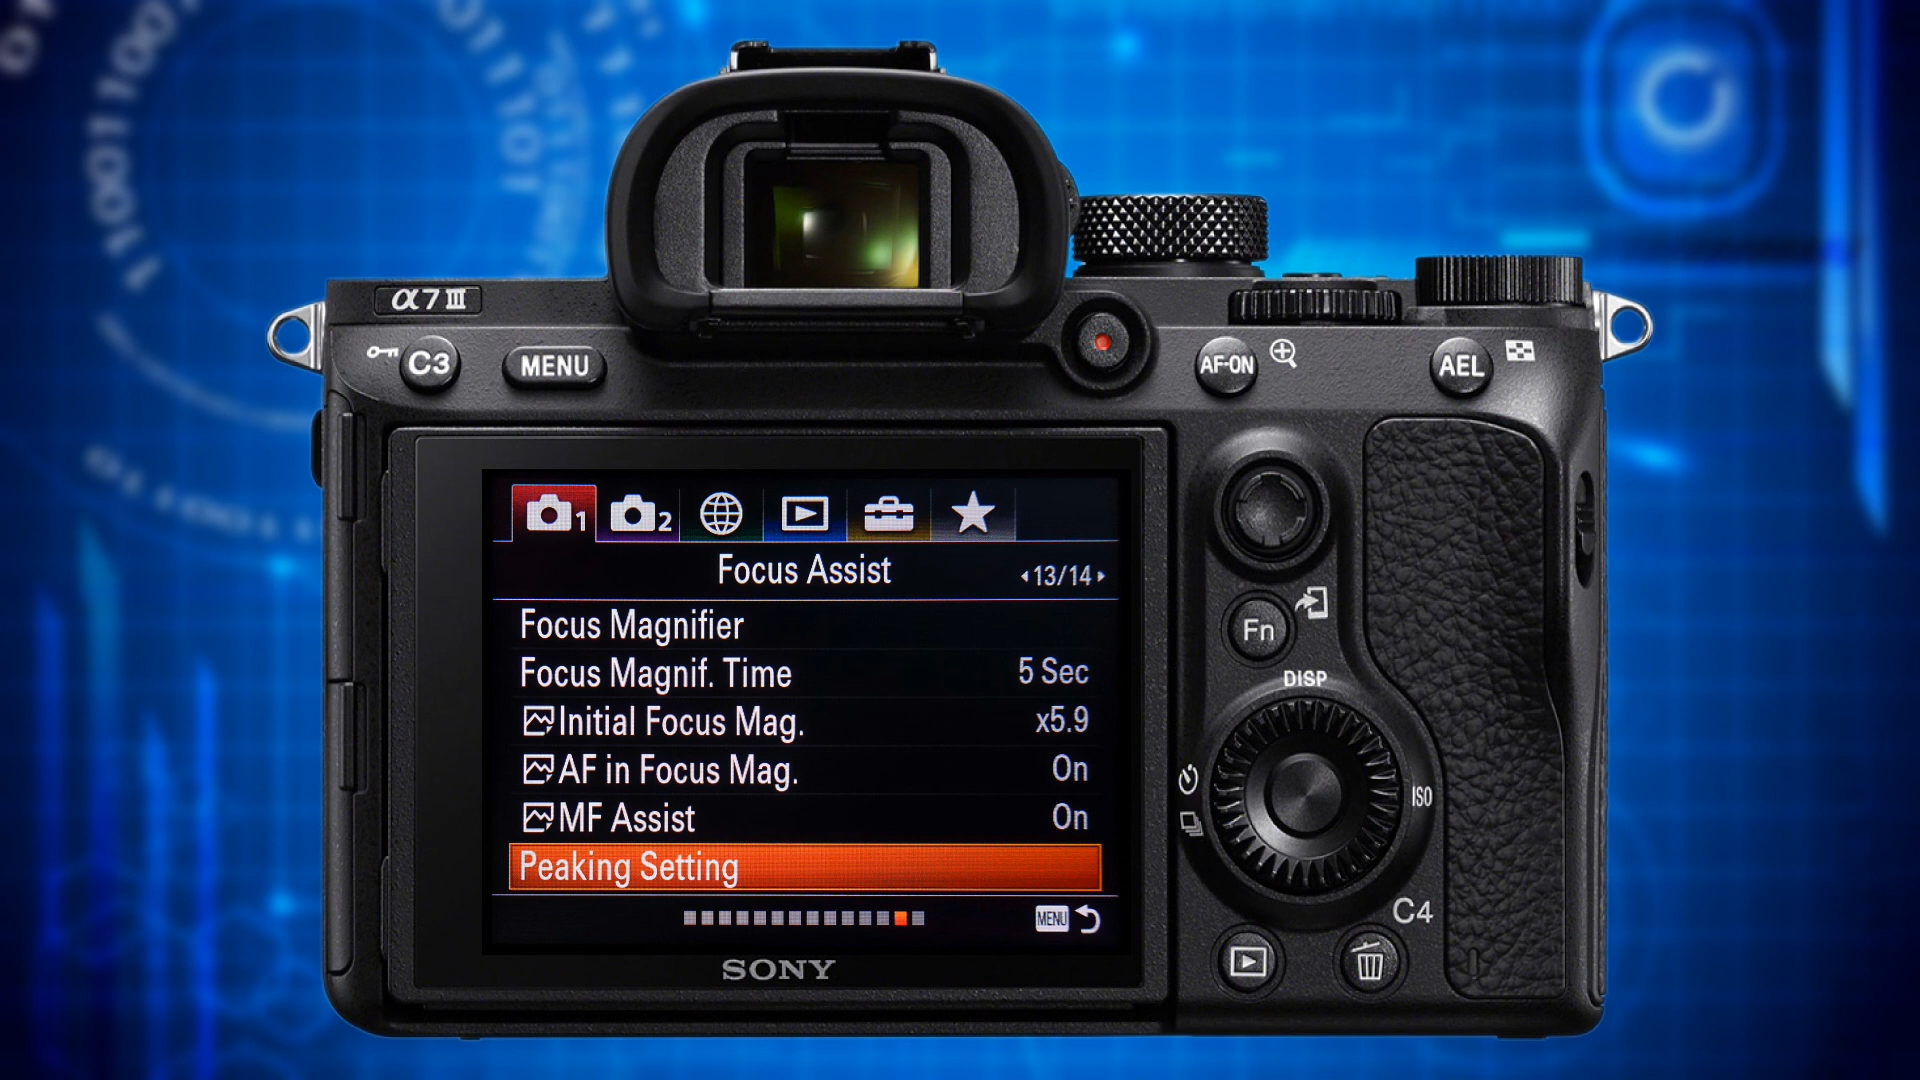 α7III
C3
MENU
AF-ON
AEL
1
2
Focus Assist
13/14
Focus Magnifier
Focus Magnif. Time 5 Sec
Initial Focus Mag. x5.9
AF in Focus Mag. On
MF Assist On
Peaking Setting
MENU
SONY
Fn
DISP
ISO
C4